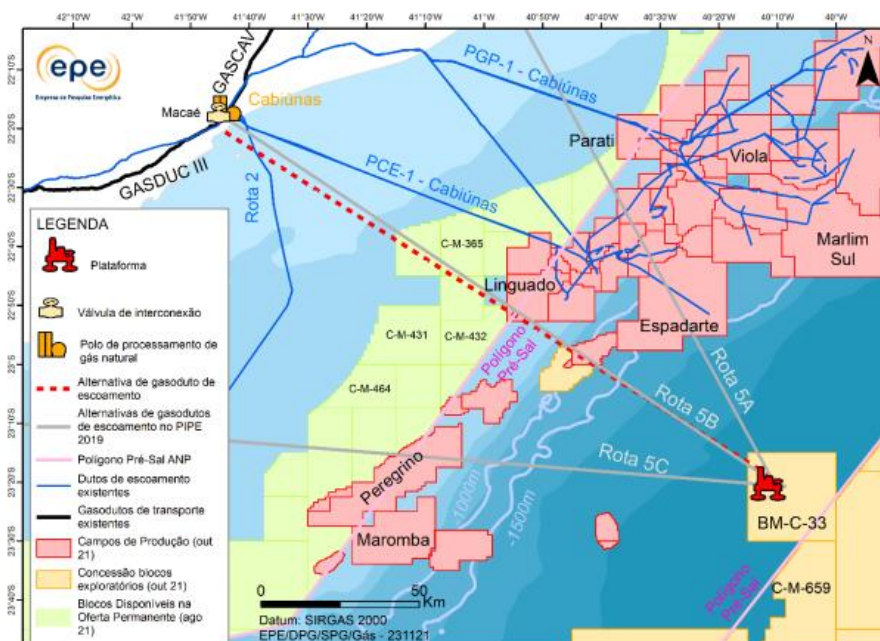 42°10'O 42°O 41°50'O 41°40'O 41°30'O 41°20'O 41°10'O 41°O 40°50'O 40°40'O 40°30'O 40°20'O 40°10'O 40°O
epe
Empresa de Pesquisa Energética
N
22°10'S
22°20'S
22°30'S
22°40'S
22°50'S
23°S
23°10'S
23°20'S
23°30'S
23°40'S
GASCAV
Macaé
Cabiúnas
GASDUC III
Rota 2
PGP-1 - Cabiúnas
PCE-1 - Cabiúnas
Parati
Viola
Marlim
Sul
C-M-365
Linguado
Espadarte
C-M-431
C-M-432
C-M-464
Polígono
Pré-Sal
Rota 5A
Rota 5B
Rota 5C
Peregrino
Maromba
-1000m
-1500m
BM-C-33
C-M-659
Polígono
Pré-Sal
LEGENDA
Plataforma
Válvula de interconexão
Polo de processamento de
gás natural
Alternativa de gasoduto de
escoamento
Alternativas de gasodutos
de escoamento no PIPE
2019
Polígono Pré-Sal ANP
Dutos de escoamento
existentes
Gasodutos de transporte
existentes
Campos de Produção (out
21)
Concessão blocos
exploratórios (out 21)
Blocos Disponíveis na
Oferta Permanente (ago
21)
0 50
Km
Datum: SIRGAS 2000
EPE/DPG/SPG/Gás - 231121